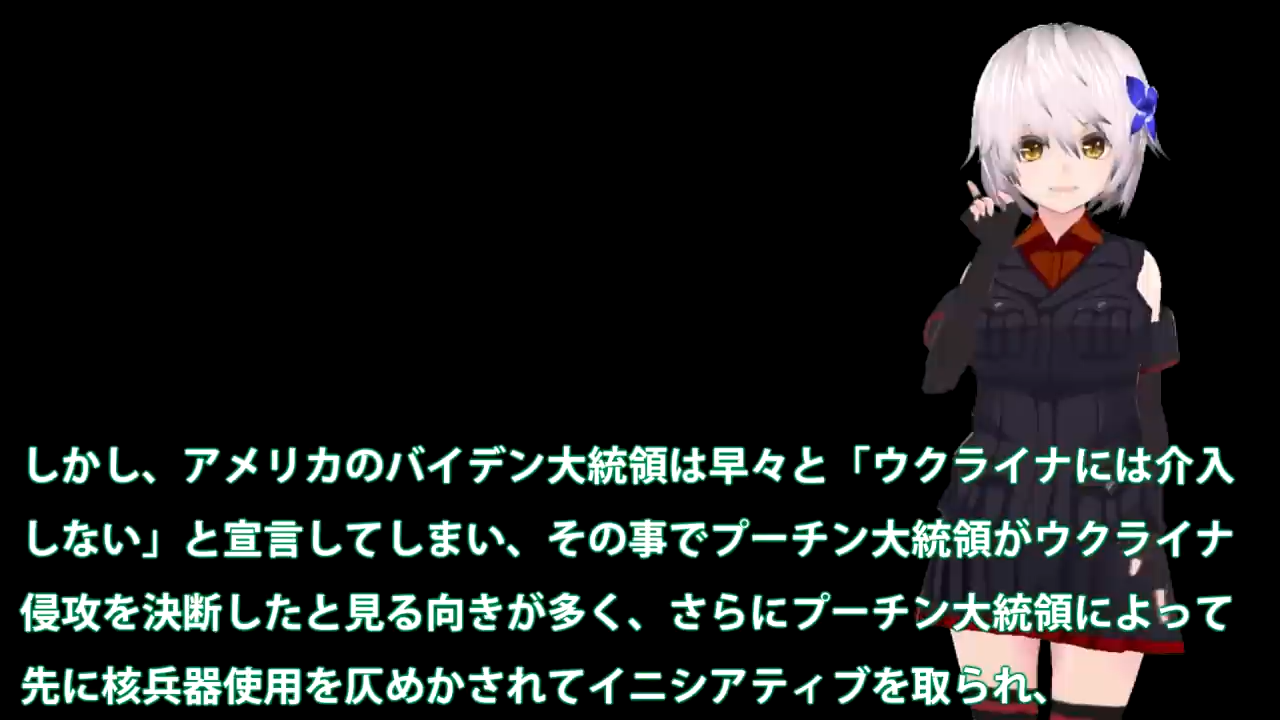 しかし、アメリカのバイデン大統領は早々と「ウクライナには介入
しない」と宣言してしまい、その事でプーチン大統領がウクライナ
侵攻を決断したと見る向きが多く、さらにプーチン大統領によって
先に核兵器使用を仄めかされてイニシアティブを取られ、